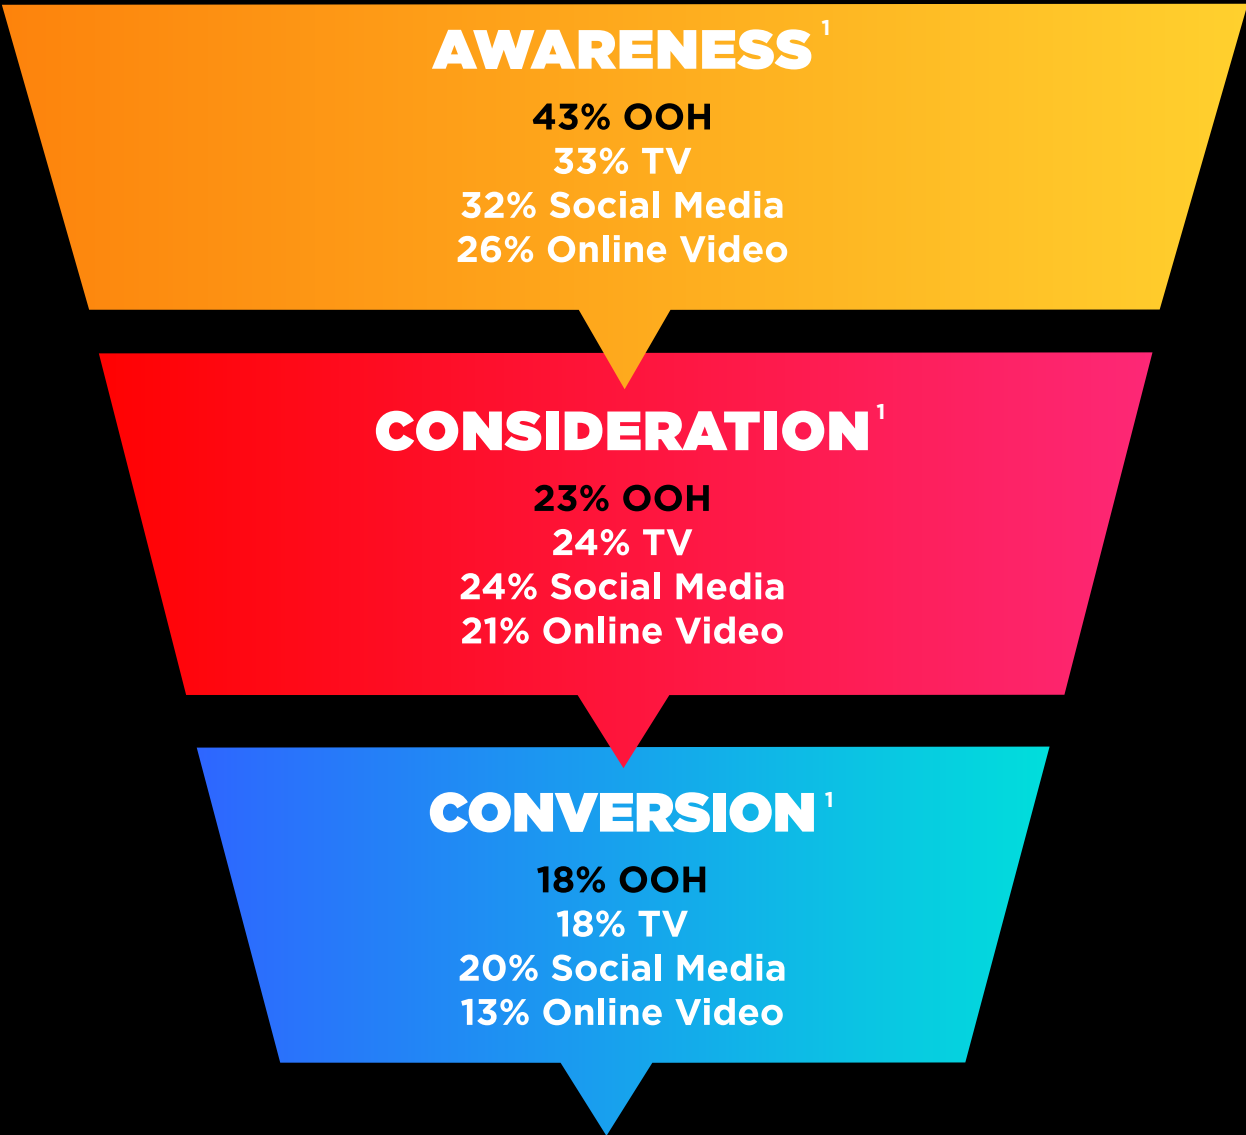 AWARENESS 1
43% OOH
33% TV
32% Social Media
26% Online Video
CONSIDERATION 1
23% OOH
24% TV
24% Social Media
21% Online Video
CONVERSION 1
18% OOH
18% TV
20% Social Media
13% Online Video